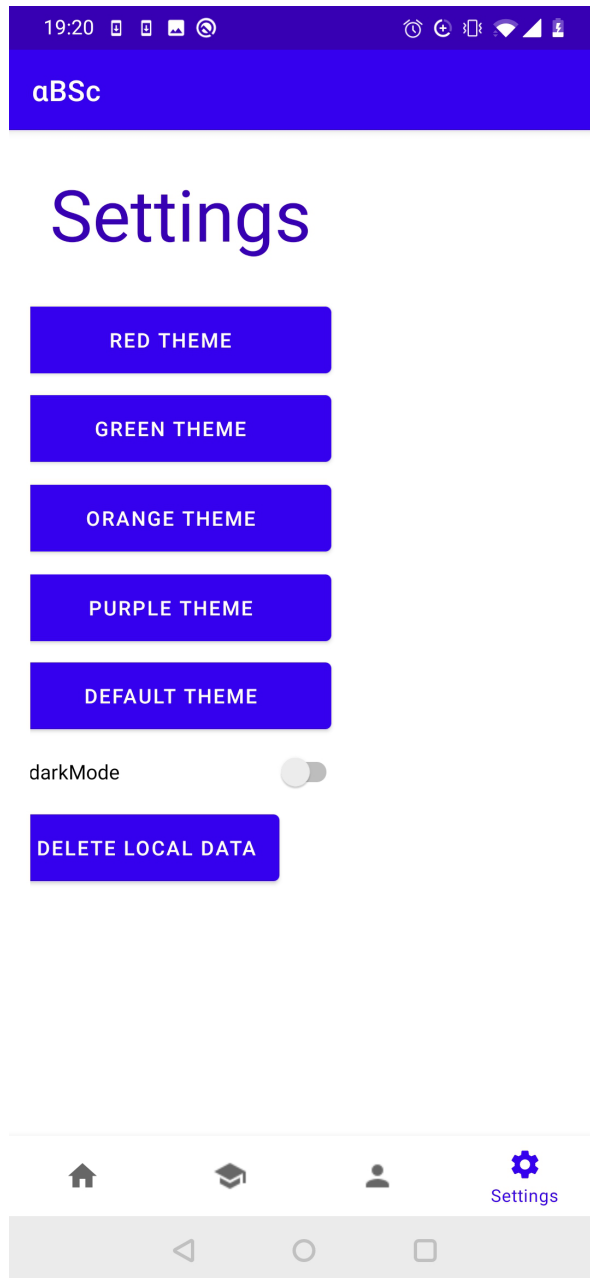 19:20
αBSc
Settings
RED THEME
GREEN THEME
ORANGE THEME
PURPLE THEME
DEFAULT THEME
darkMode
DELETE LOCAL DATA
Settings